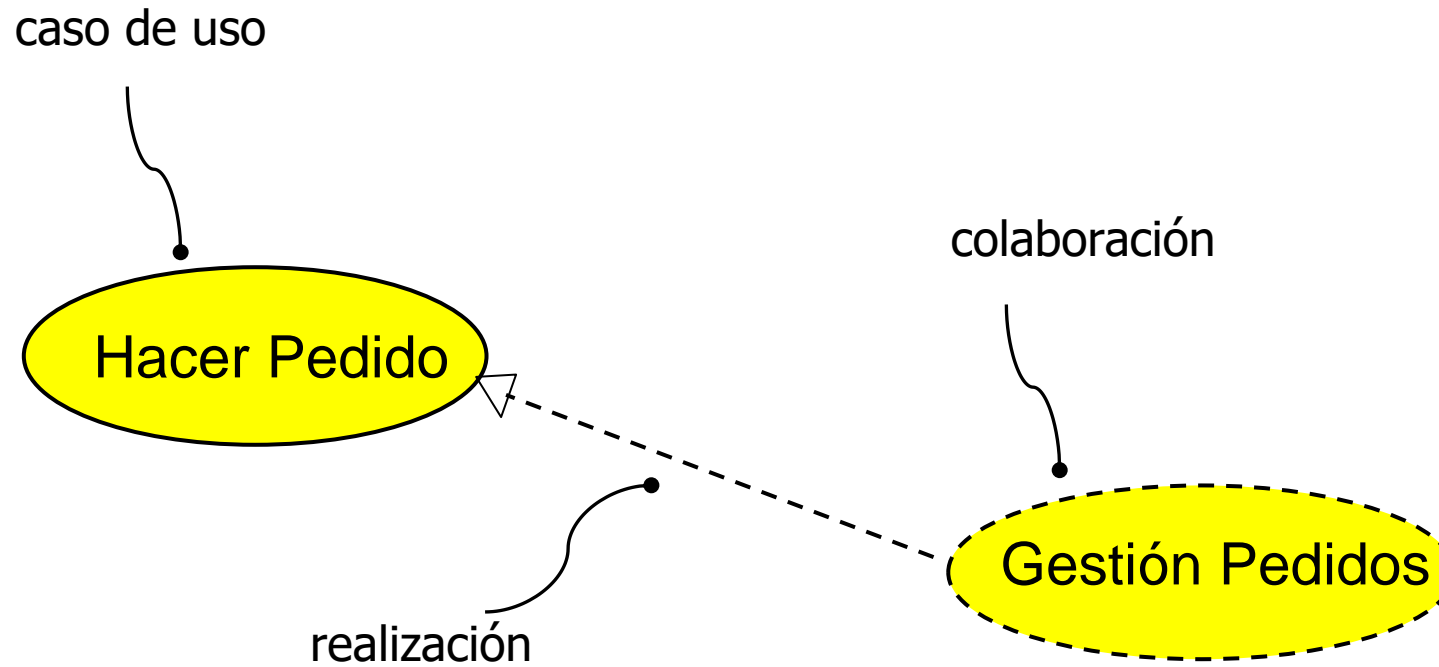 caso de uso
colaboración
Hacer Pedido
Gestión Pedidos
realización